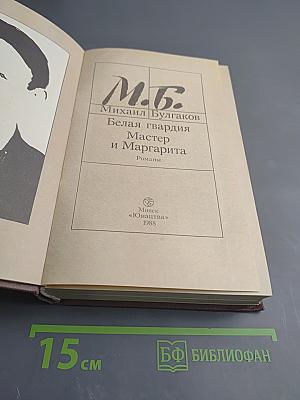 М.Б.
Михаил Булгаков
Белая гвардия
Мастер
и Маргарита
Романы
Минск
«Юнацтва»
1988
15 см
БФ БИБЛИОФАН